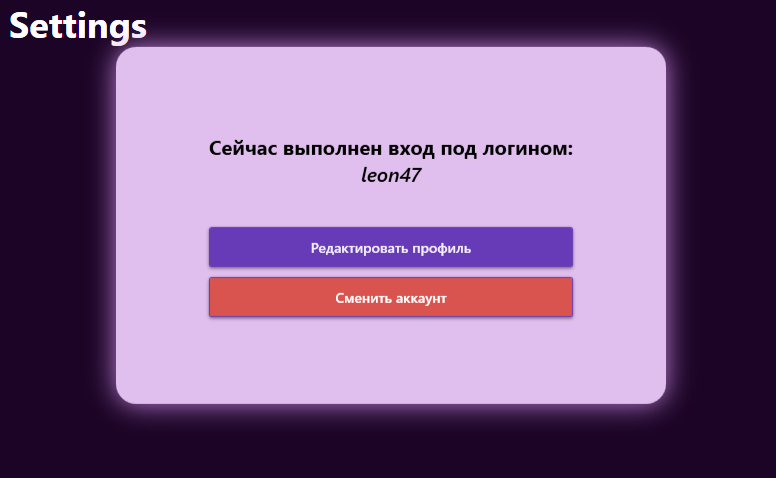 Settings
Сейчас выполнен вход под логином:
leon47
Редактировать профиль
Сменить аккаунт